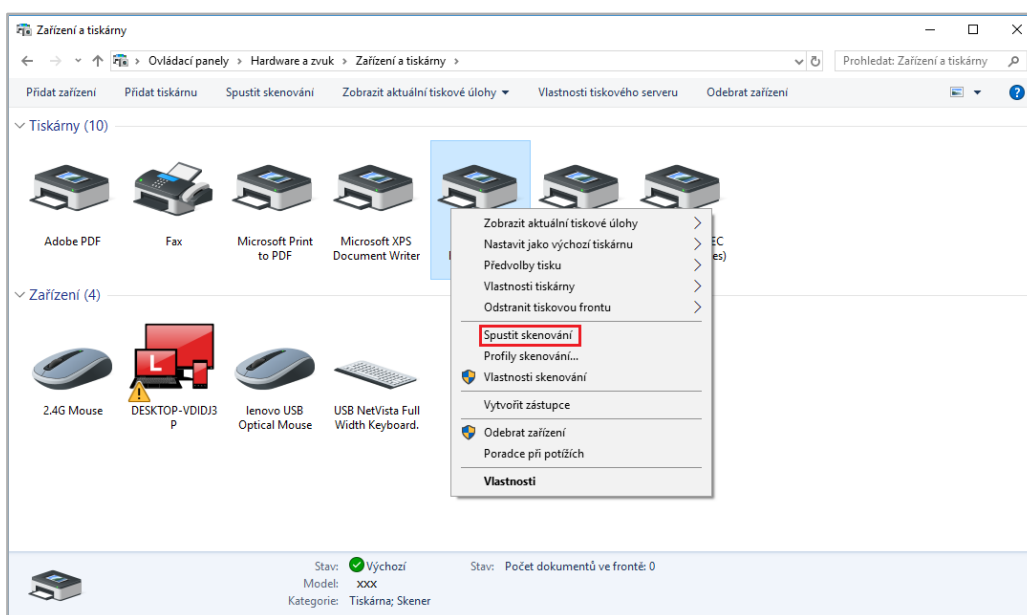 Zařízení a tiskárny
Ovládací panely > Hardware a zvuk > Zařízení a tiskárny >
Prohledat: Zařízení a tiskárny
Přidat zařízení Přidat tiskárnu Spustit skenování Zobrazit aktuální tiskové úlohy Vlastnosti tiskového serveru Odebrat zařízení
Tiskárny (10)
Adobe PDF
Fax
Microsoft Print
to PDF
Microsoft XPS
Document Writer
Zobrazit aktuální tiskové úlohy
Nastavit jako výchozí tiskárnu
Předvolby tisku
Vlastnosti tiskárny
Odstranit tiskovou frontu
Spustit skenování
Profily skenování...
Vlastnosti skenování
Vytvořit zástupce
Odebrat zařízení
Poradce při potížích
Vlastnosti
Zařízení (4)
L
2.4G Mouse
DESKTOP-VDIDJ3
P
lenovo USB
Optical Mouse
USB NetVista Full
Width Keyboard.
Stav: Výchozí Stav: Počet dokumentů ve frontě: 0
Model: xxx
Kategorie: Tiskárna; Skener